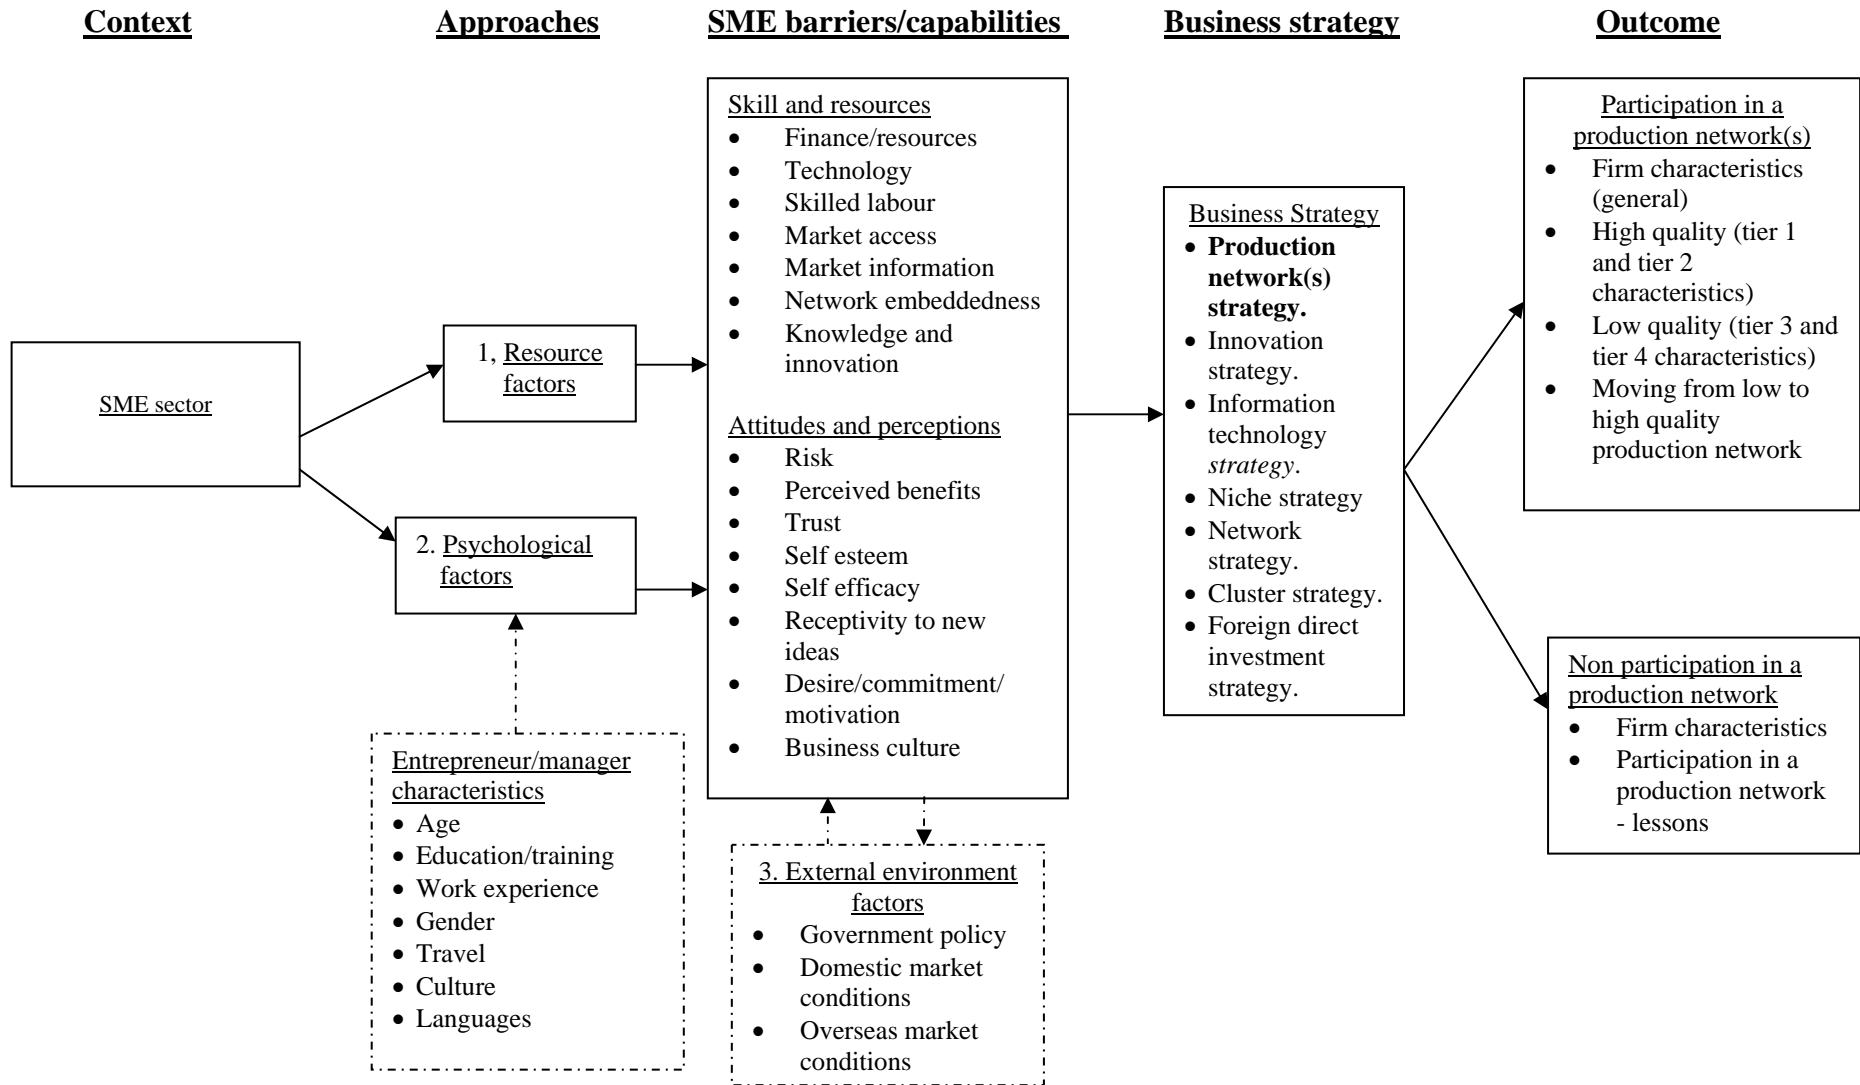 Context
Approaches
SME barriers/capabilities
Business strategy
Outcome
SME sector
1, Resource
factors
2. Psychological
factors
Entrepreneur/manager
characteristics
• Age
• Education/training
• Work experience
• Gender
• Travel
• Culture
• Languages
Skill and resources
• Finance/resources
• Technology
• Skilled labour
• Market access
• Market information
• Network embeddedness
• Knowledge and
innovation
Attitudes and perceptions
• Risk
• Perceived benefits
• Trust
• Self esteem
• Self efficacy
• Receptivity to new
ideas
• Desire/commitment/
motivation
• Business culture
3. External environment
factors
• Government policy
• Domestic market
conditions
• Overseas market
conditions
Business Strategy
• Production
network(s)
strategy.
• Innovation
strategy.
• Information
technology
strategy.
• Niche strategy
• Network
strategy.
• Cluster strategy.
• Foreign direct
investment
strategy.
Participation in a
production network(s)
• Firm characteristics
(general)
• High quality (tier 1
and tier 2
characteristics)
• Low quality (tier 3 and
tier 4 characteristics)
• Moving from low to
high quality
production network
Non participation in a
production network
• Firm characteristics
• Participation in a
production network
- lessons